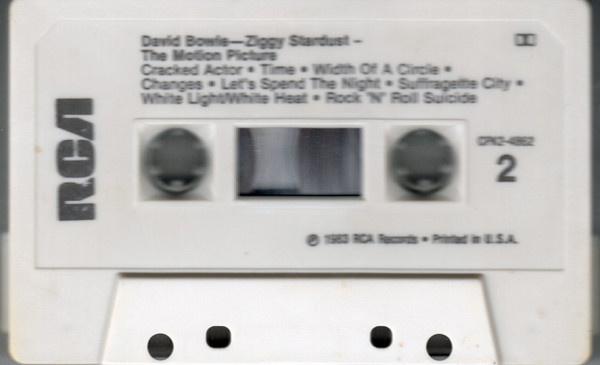 David Bowie—Ziggy Stardust –
The Motion Picture
Cracked Actor • Time • Width Of A Circle •
Changes • Let's Spend The Night • Suffragette City •
White Light/White Heat • Rock "N" Roll Suicide
RCA
CPK2-4862
2
℗ 1983 RCA Records • Printed in U.S.A.